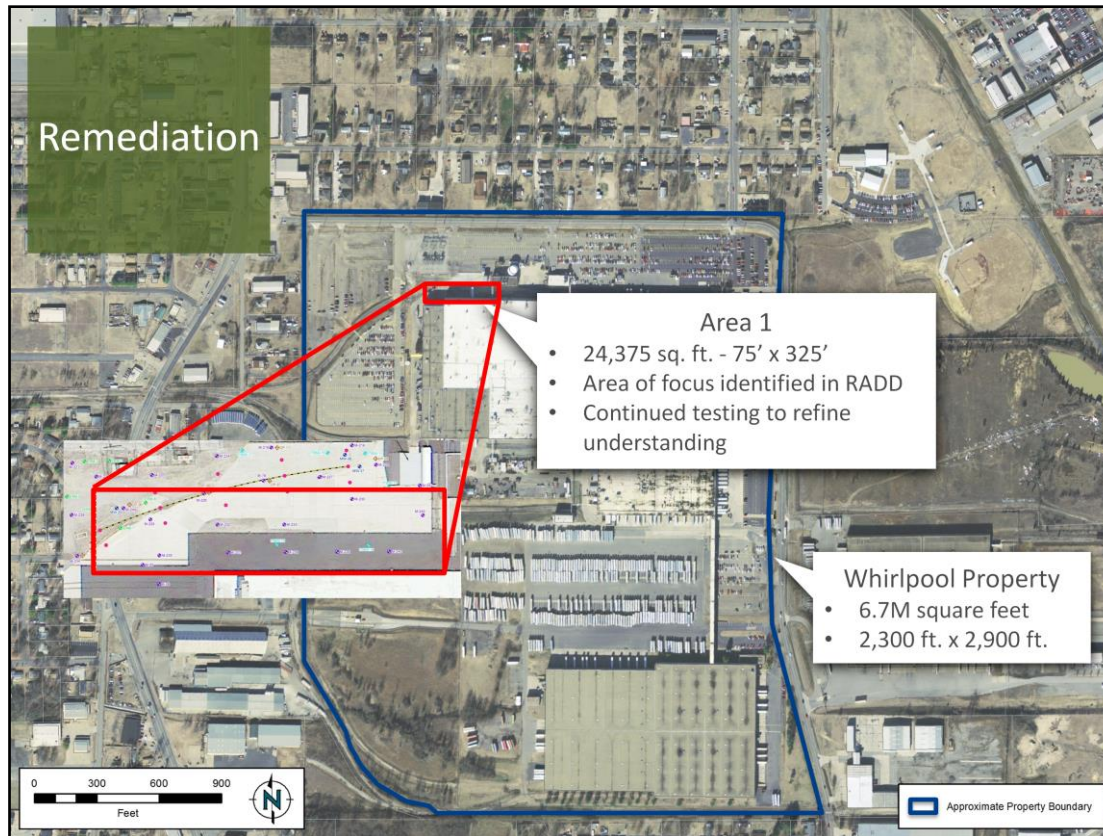 Remediation
Area 1
• 24,375 sq. ft. - 75’ x 325’
• Area of focus identified in RADD
• Continued testing to refine
understanding
Whirlpool Property
• 6.7M square feet
• 2,300 ft. x 2,900 ft.
0 300 600 900
Feet
N
Approximate Property Boundary